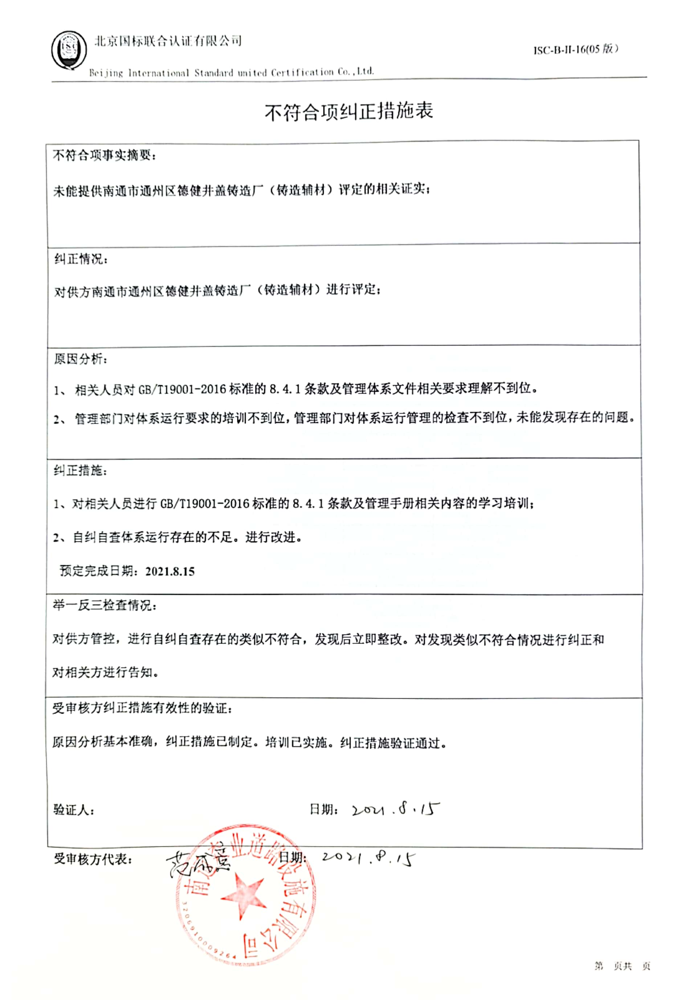 ISC
北京国标联合认证有限公司
ISC-B-II-16(05 版）
Beijing International Standard united Certification Co.,Ltd.
不符合项纠正措施表
不符合项事实摘要：
未能提供南通市通州区德健井盖铸造厂（铸造辅材）评定的相关证实；
纠正情况：
对供方南通市通州区德健井盖铸造厂（铸造辅材）进行评定；
原因分析：
1、 相关人员对 GB/T19001-2016 标准的 8.4.1 条款及管理体系文件相关要求理解不到位。
2、 管理部门对体系运行要求的培训不到位，管理部门对体系运行管理的检查不到位，未能发现存在的问题。
纠正措施：
1、对相关人员进行 GB/T19001-2016 标准的 8.4.1 条款及管理手册相关内容的学习培训；
2、自纠自查体系运行存在的不足。进行改进。
预定完成日期：2021.8.15
举一反三检查情况：
对供方管控，进行自纠自查存在的类似不符合，发现后立即整改。对发现类似不符合情况进行纠正和
对相关方进行告知。
受审核方纠正措施有效性的验证：
原因分析基本准确，纠正措施已制定。培训已实施。纠正措施验证通过。
验证人： 日期：2021.8.15
受审核方代表： 范 日期：2021.8.15
南通 业道路设施有限公司
3206910009264
第 页共 页